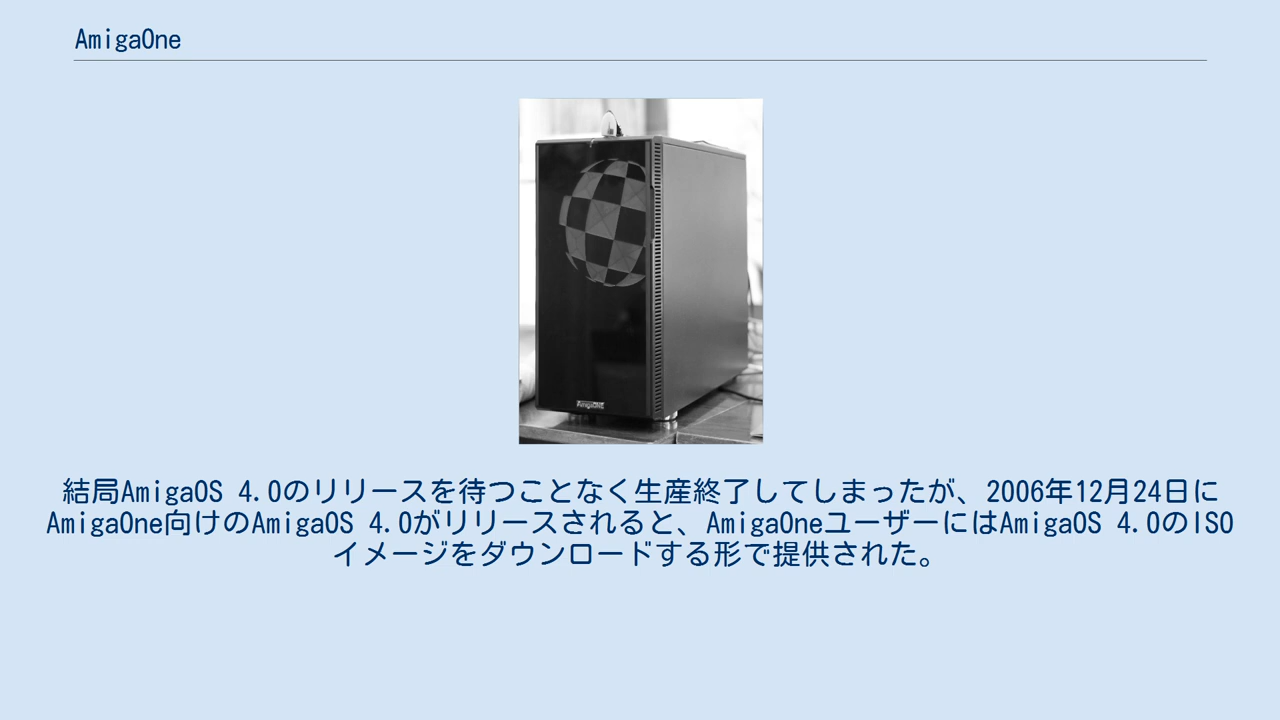 AmigaOne
AmigaOne
結局AmigaOS 4.0のリリースを待つことなく生産終了してしまったが、2006年12月24日に
AmigaOne向けのAmigaOS 4.0がリリースされると、AmigaOneユーザーにはAmigaOS 4.0のISO
イメージをダウンロードする形で提供された。